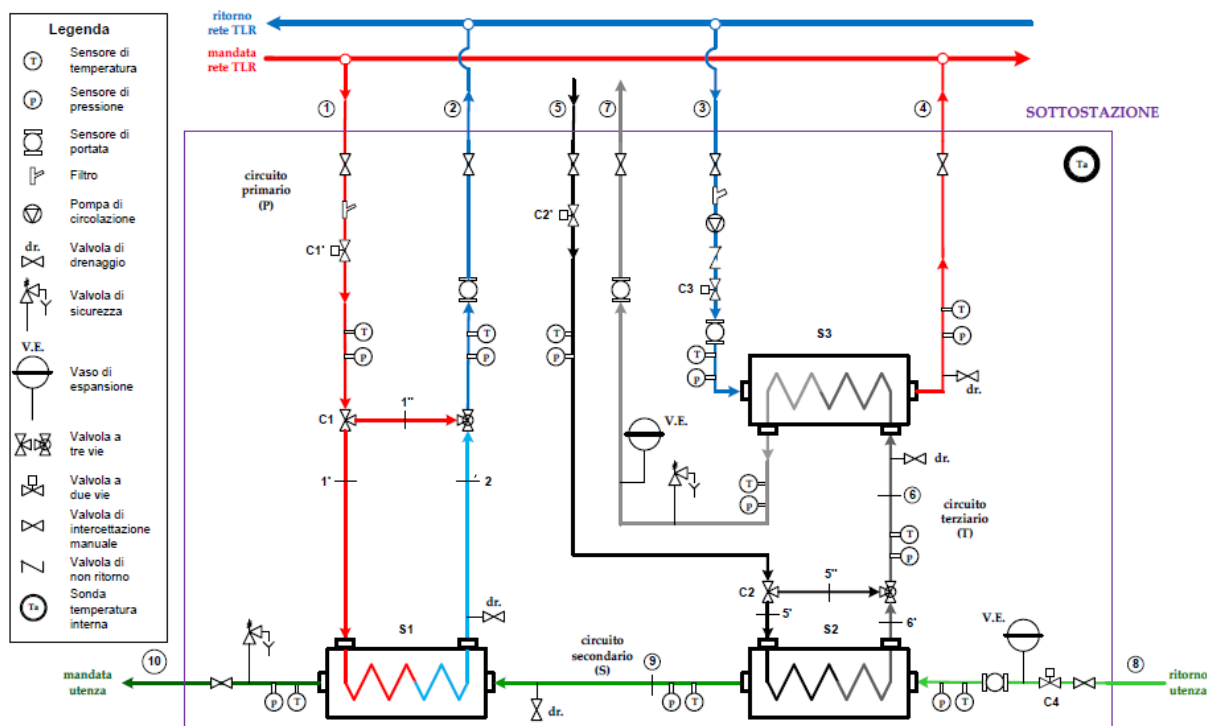 Legenda
T
Sensore di
temperatura
p
Sensore di
pressione
Sensore di
portata
Filtro
Pompa di
circolazione
dr.
Valvola di
drenaggio
Valvola di
sicurezza
V.E.
Vaso di
espansione
Valvola a
tre vie
Valvola a
due vie
Valvola di
intercettazione
manuale
Valvola di
non ritorno
Ta
Sonda
temperatura
interna
ritorno
rete TLR
mandata
rete TLR
1
2
5
7
3
4
SOTTOSTAZIONE
Ta
circuito
primario
(P)
C2'
C1'
C3
T
p
T
p
T
p
T
p
T
p
S3
dr.
C1
1"
V.E.
dr.
1'
2'
T
p
6
circuito
terziario
(T)
T
p
C2
5"
5'
6'
dr.
V.E.
S1
circuito
secondario
(S)
S2
10
9
8
mandata
utenza
p
T
dr.
p
T
p
T
C4
ritorno
utenza